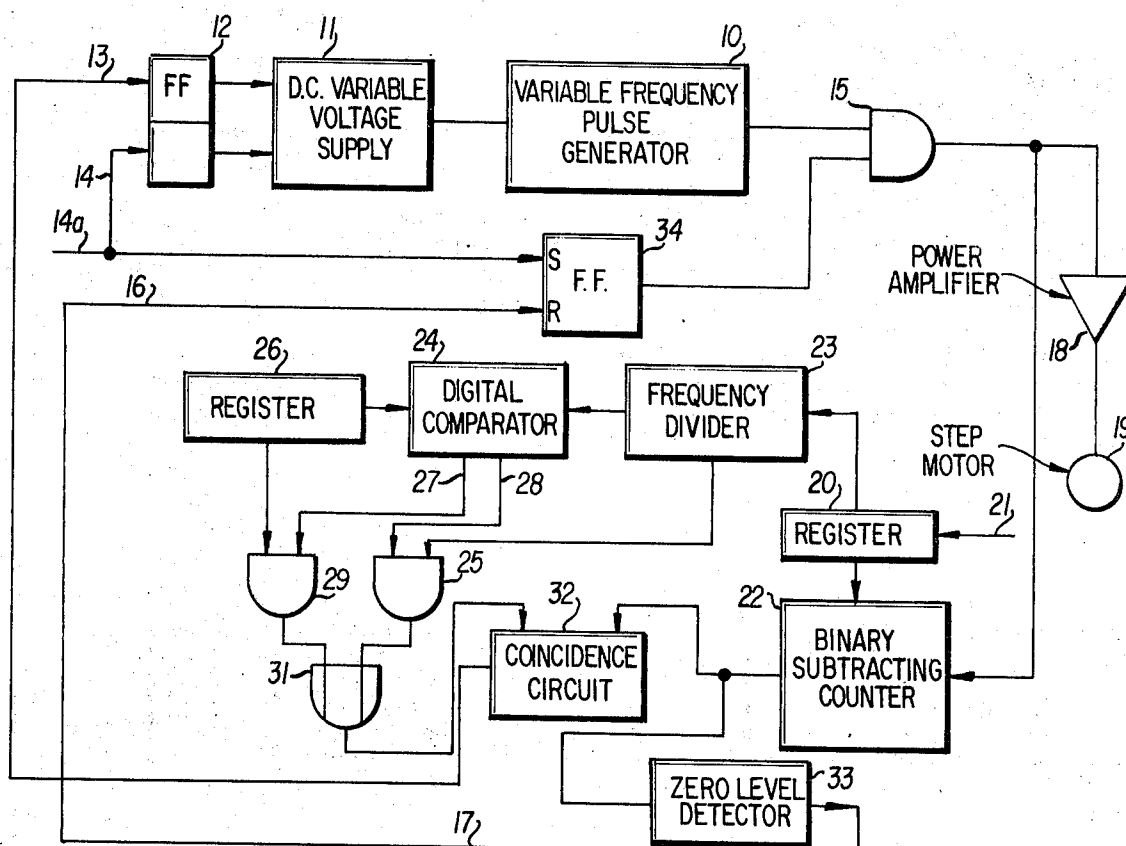 13
12
FF
14
14a
11
D.C. VARIABLE
VOLTAGE
SUPPLY
10
VARIABLE FREQUENCY
PULSE
GENERATOR
15
16
S
F.F.
R
34
POWER
AMPLIFIER
18
26
REGISTER
24
DIGITAL
COMPARATOR
23
FREQUENCY
DIVIDER
STEP
MOTOR
19
27
28
20
REGISTER
21
29
25
22
BINARY
SUBTRACTING
COUNTER
31
32
COINCIDENCE
CIRCUIT
33
ZERO LEVEL
DETECTOR
17